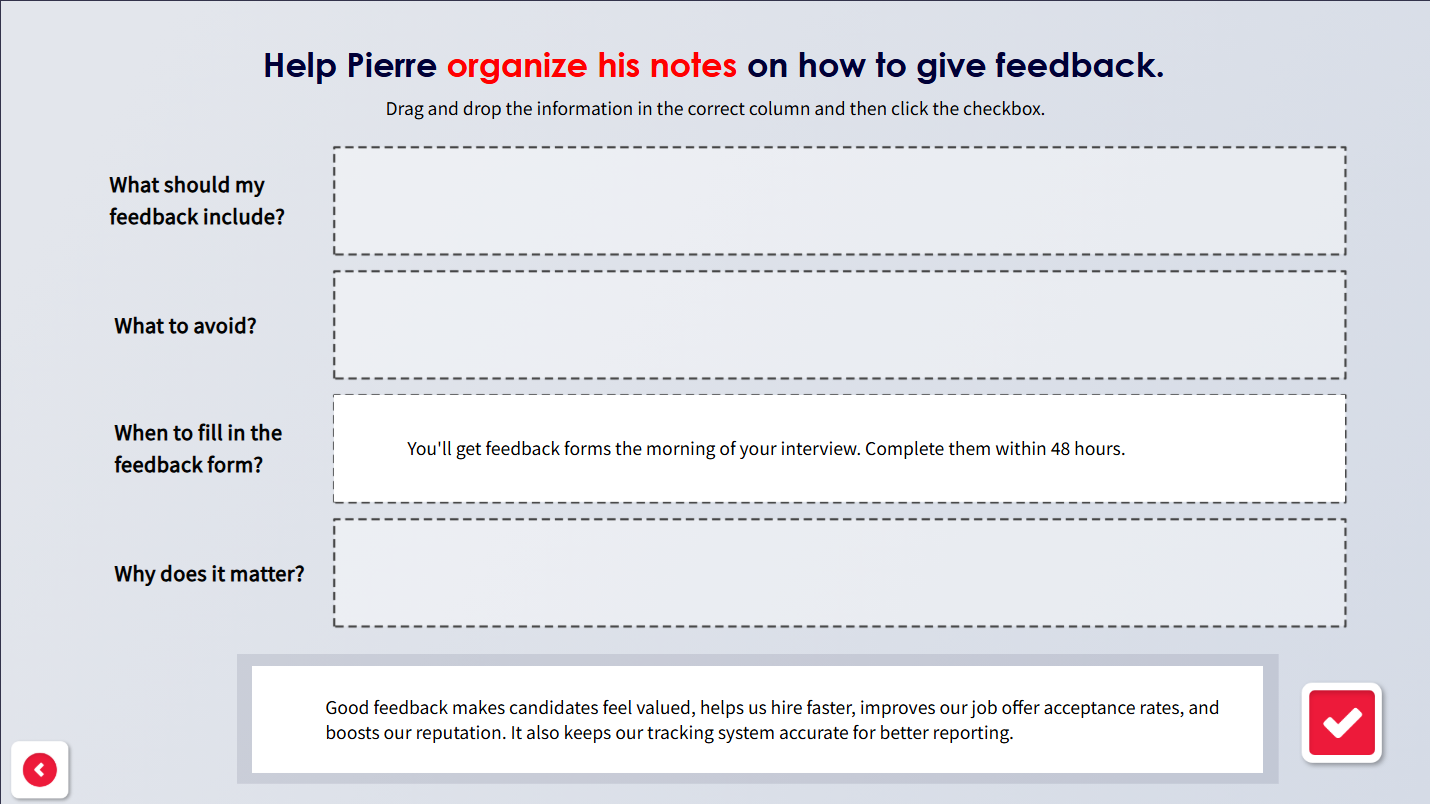 Help Pierre organize his notes on how to give feedback.
Drag and drop the information in the correct column and then click the checkbox.
What should my
feedback include?
What to avoid?
When to fill in the
feedback form?
You'll get feedback forms the morning of your interview. Complete them within 48 hours.
Why does it matter?
Good feedback makes candidates feel valued, helps us hire faster, improves our job offer acceptance rates, and
boosts our reputation. It also keeps our tracking system accurate for better reporting.